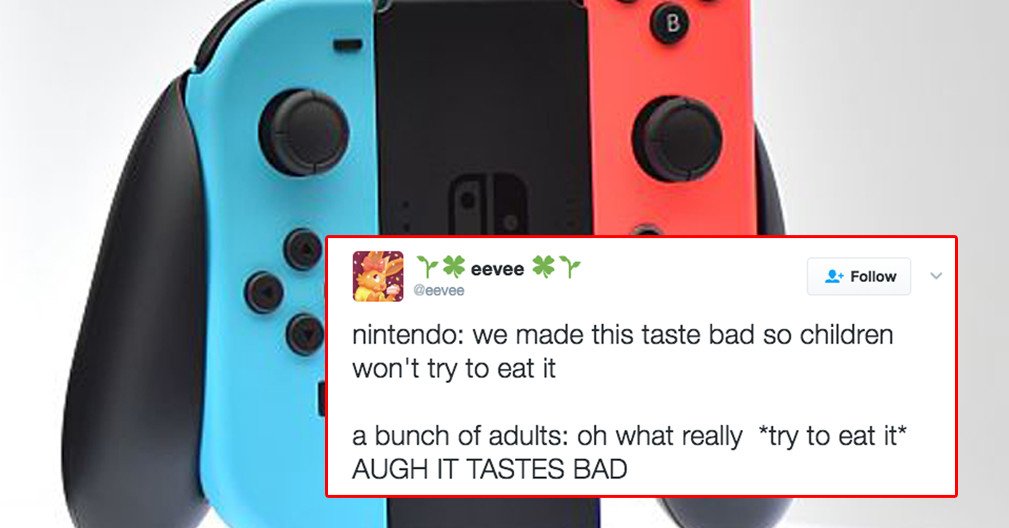 B
eevee
@eevee
Follow
nintendo: we made this taste bad so children
won't try to eat it
a bunch of adults: oh what really *try to eat it*
AUGH IT TASTES BAD